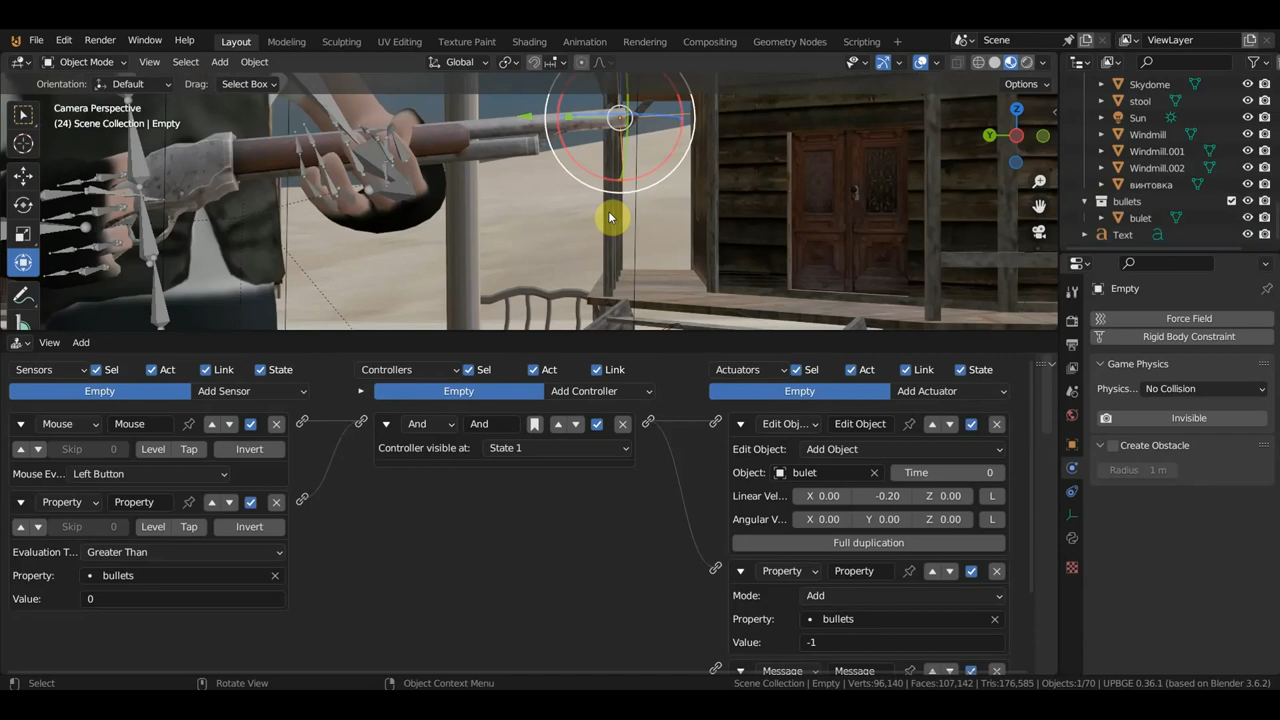 File Edit Render Window Help Layout Modeling Sculpting UV Editing Texture Paint Shading Animation Rendering Compositing Geometry Nodes Scripting + Scene ViewLayer
Object Mode View Select Add Object Global Options
Orientation: Default Drag: Select Box
Camera Perspective
(24) Scene Collection | Empty
Z
Y
Skydome
stool
Sun
Windmill
Windmill.001
Windmill.002
винтовка
bullets
bulet
Text
Empty
Force Field
Rigid Body Constraint
Game Physics
Physics... No Collision
Invisible
Create Obstacle
Radius 1 m
View Add
Sensors Sel Act Link State Controllers Sel Act Link Actuators Sel Act Link State
Empty Add Sensor Empty Add Controller Empty Add Actuator
Mouse Mouse And And Edit Obj... Edit Object
Skip 0 Level Tap Invert Controller visible at: State 1 Edit Object: Add Object
Mouse Ev... Left Button Object: bulet Time 0
Property Property Linear Vel... X 0.00 -0.20 Z 0.00 L
Skip 0 Level Tap Invert Angular V... X 0.00 Y 0.00 Z 0.00 L
Evaluation T... Greater Than Full duplication
Property: bullets Property Property
Value: 0 Mode: Add
Property: bullets
Value: -1
Message Message
Select Rotate View Object Context Menu Scene Collection | Empty | Verts:96,140 | Faces:107,142 | Tris:176,585 | Objects:1/70 | UPBGE 0.36.1 (based on Blender 3.6.2)